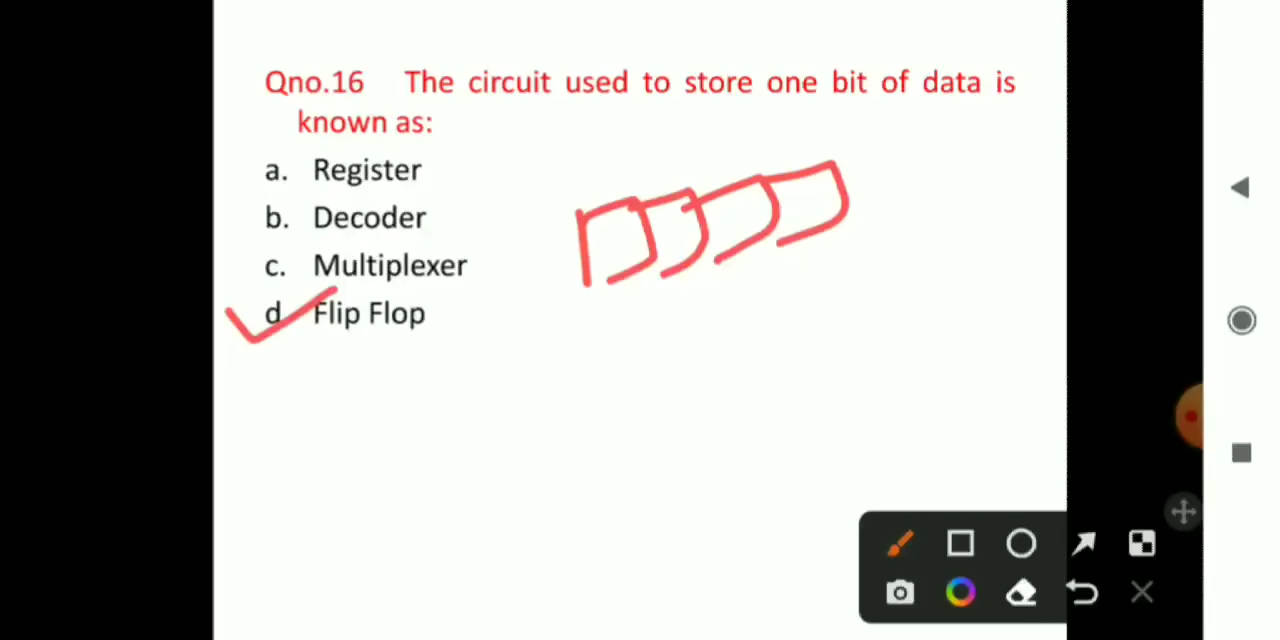 Qno.16 The circuit used to store one bit of data is
known as:
a. Register
b. Decoder
c. Multiplexer
d. Flip Flop